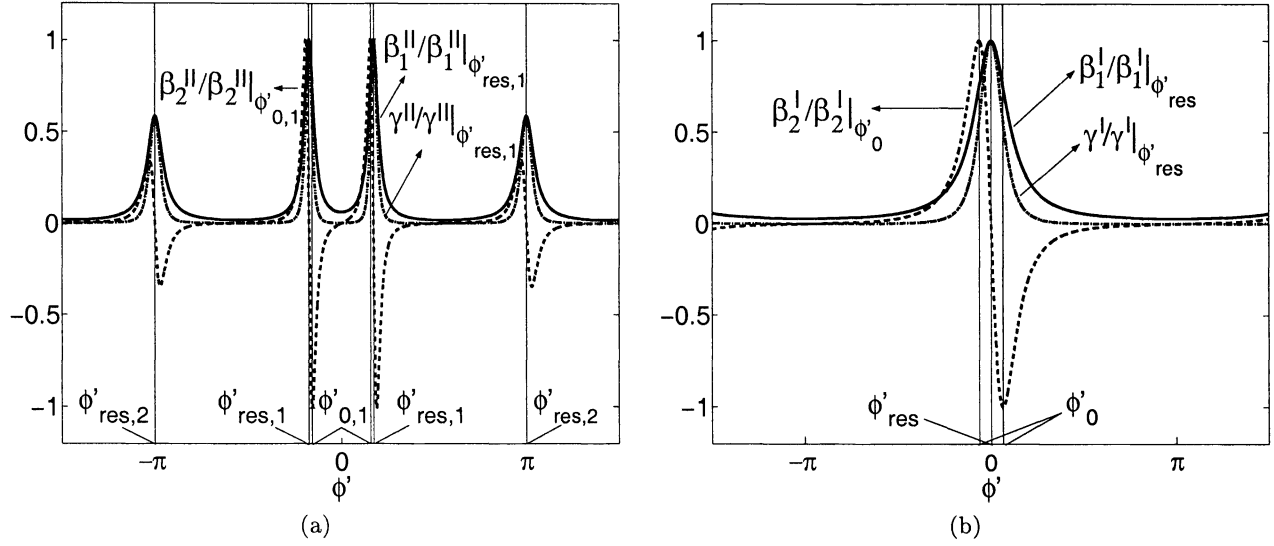 1
0.5
0
−0.5
−1
β₂ᴵᴵ/β₂ᴵᴵ|ϕ'₀,₁
β₁ᴵᴵ/β₁ᴵᴵ|ϕ'res,1
γᴵᴵ/γᴵᴵᴵ|ϕ'res,1
ϕ'res,2
ϕ'res,1
ϕ'0,1
ϕ'res,1
ϕ'res,2
−π
0
π
ϕ'
(a)
1
0.5
0
−0.5
−1
β₂ᴵ/β₂ᴵ|ϕ'₀
β₁ᴵ/β₁ᴵ|ϕ'res
γᴵ/γᴵ|ϕ'res
ϕ'res
ϕ'0
−π
0
π
ϕ'
(b)